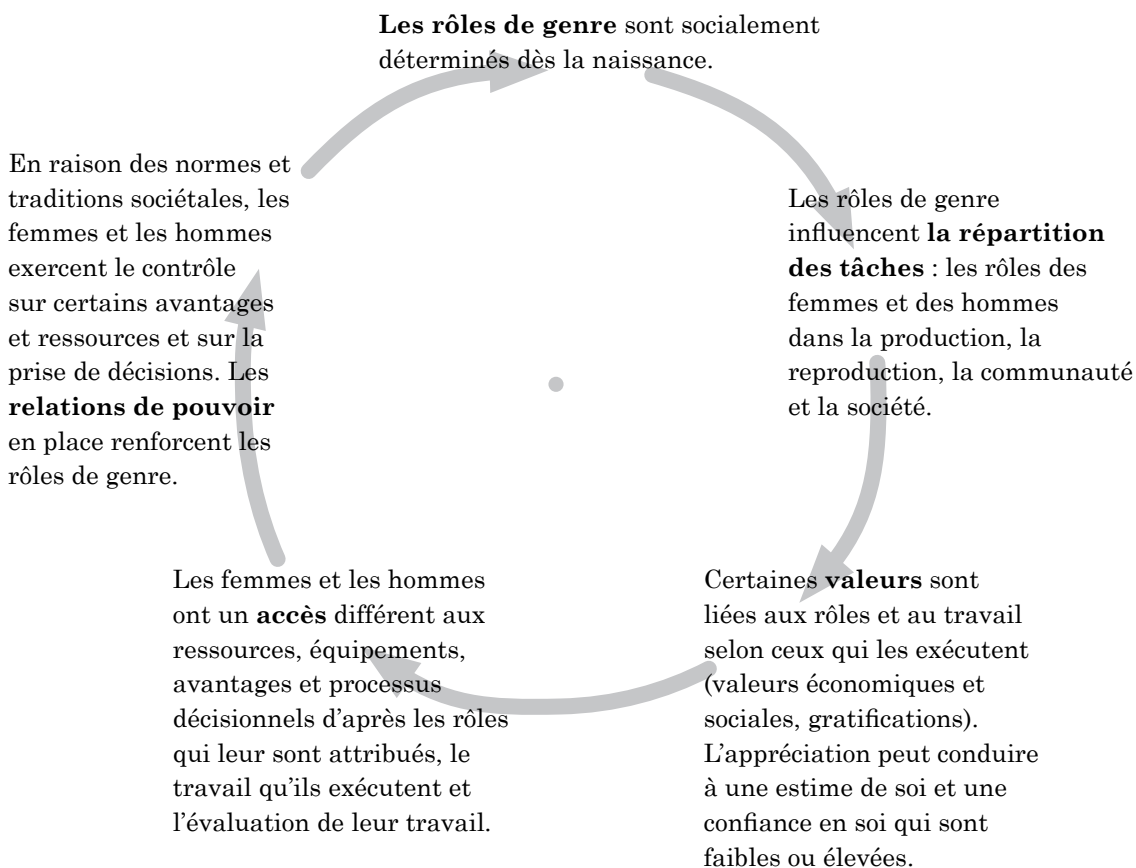 Les rôles de genre sont socialement
déterminés dès la naissance.
Les rôles de genre
influencent la répartition
des tâches : les rôles des
femmes et des hommes
dans la production, la
reproduction, la communauté
et la société.
Certaines valeurs sont
liées aux rôles et au travail
selon ceux qui les exécutent
(valeurs économiques et
sociales, gratifications).
L’appréciation peut conduire
à une estime de soi et une
confiance en soi qui sont
faibles ou élevées.
Les femmes et les hommes
ont un accès différent aux
ressources, équipements,
avantages et processus
décisionnels d'après les rôles
qui leur sont attribués, le
travail qu'ils exécutent et
l’évaluation de leur travail.
En raison des normes et
traditions sociétales, les
femmes et les hommes
exercent le contrôle
sur certains avantages
et ressources et sur la
prise de décisions. Les
relations de pouvoir
en place renforcent les
rôles de genre.